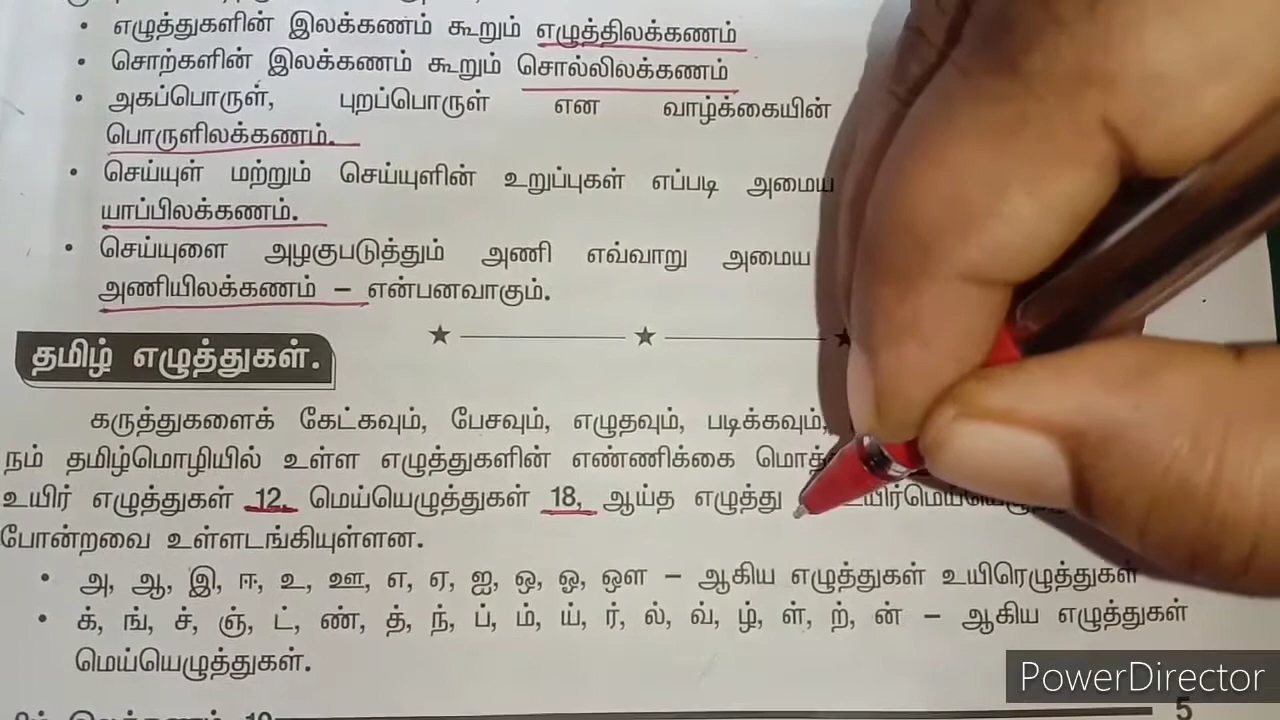 • எழுத்துகளின் இலக்கணம் கூறும் எழுத்திலக்கணம்
• சொற்களின் இலக்கணம் கூறும் சொல்லிலக்கணம்
• அகப்பொருள், புறப்பொருள் என வாழ்க்கையின்
பொருளிலக்கணம்.
• செய்யுள் மற்றும் செய்யுளின் உறுப்புகள் எப்படி அமைய
யாப்பிலக்கணம்.
• செய்யுளை அழகுபடுத்தும் அணி எவ்வாறு அமைய
அணியிலக்கணம் – என்பனவாகும்.
தமிழ் எழுத்துகள்.
கருத்துகளைக் கேட்கவும், பேசவும், எழுதவும், படிக்கவும்,
நம் தமிழ்மொழியில் உள்ள எழுத்துகளின் எண்ணிக்கை
உயிர் எழுத்துகள் 12, மெய்யெழுத்துகள் 18, ஆய்த எழுத்து
போன்றவை உள்ளடங்கியுள்ளன.
• அ, ஆ, இ, ஈ, உ, ஊ, எ, ஏ, ஐ, ஒ, ஓ, ஔ – ஆகிய எழுத்துகள் உயிரெழுத்துகள்
• க், ங், ச், ஞ், ட், ண், த், ந், ப், ம், ய், ர், ல், வ், ழ், ள், ற், ன் – ஆகிய எழுத்துகள்
மெய்யெழுத்துகள்.
PowerDirector
5